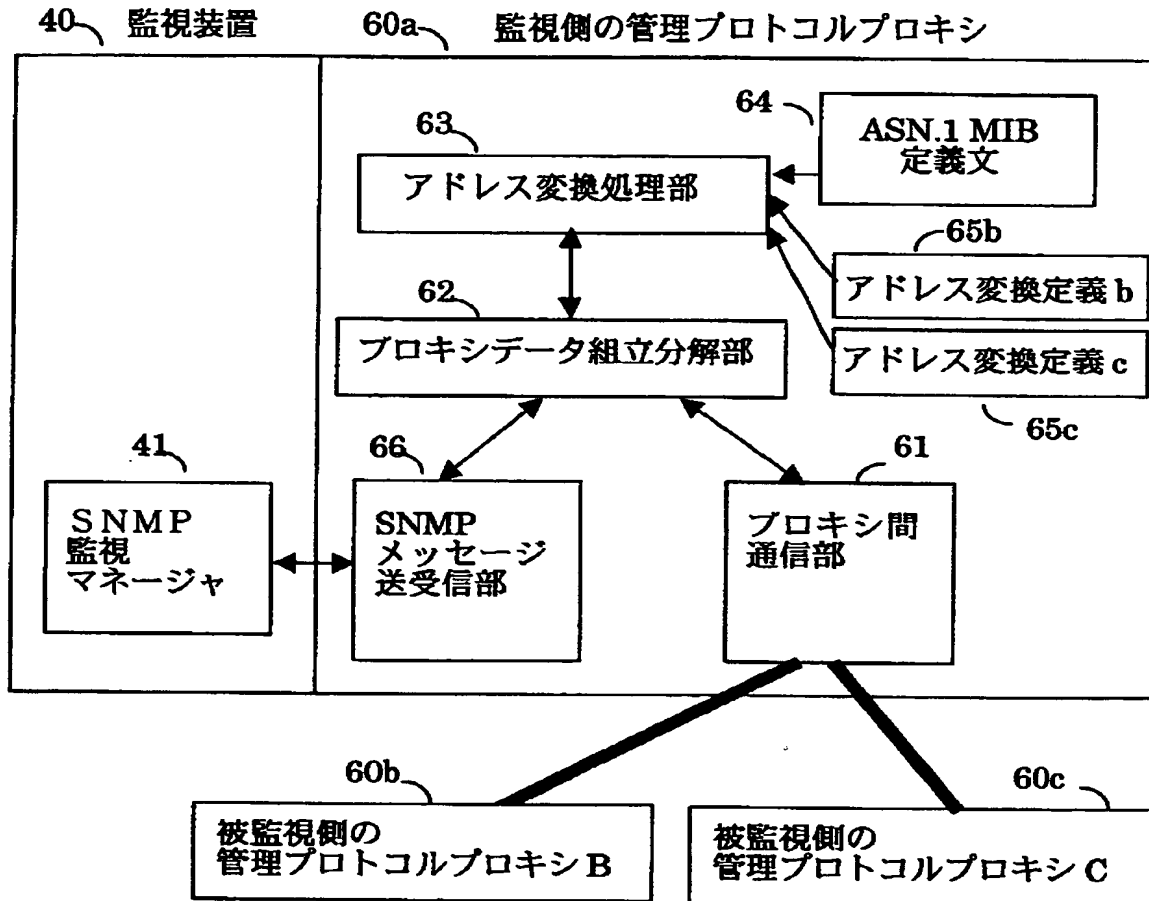 40 監視装置
60a 監視側の管理プロトコルプロキシ
64
ASN.1 MIB
定義文
63
アドレス変換処理部
65b
アドレス変換定義 b
62
プロキシデータ組立分解部
アドレス変換定義 c
65c
41
ＳＮＭＰ
監視
マネージャ
66
SNMP
メッセージ
送受信部
61
プロキシ間
通信部
60b
被監視側の
管理プロトコルプロキシ B
60c
被監視側の
管理プロトコルプロキシ C